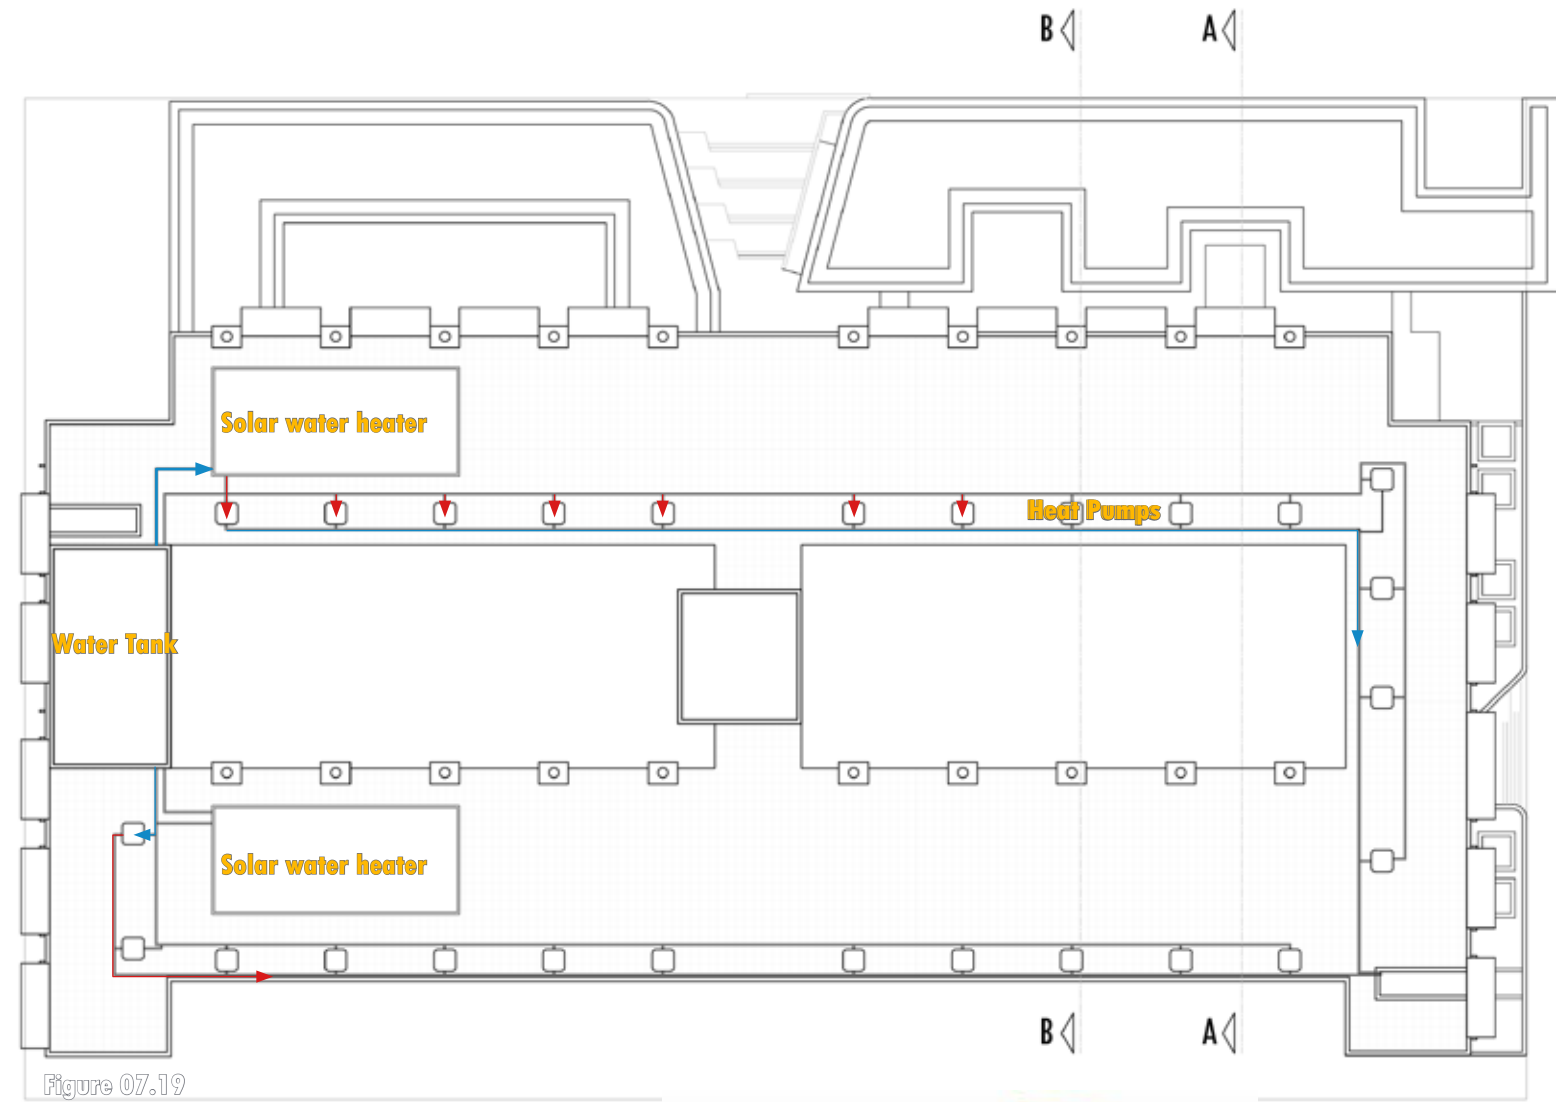 B A
Solar water heater
Heat Pumps
Water Tank
Solar water heater
B A
Figure 07.19